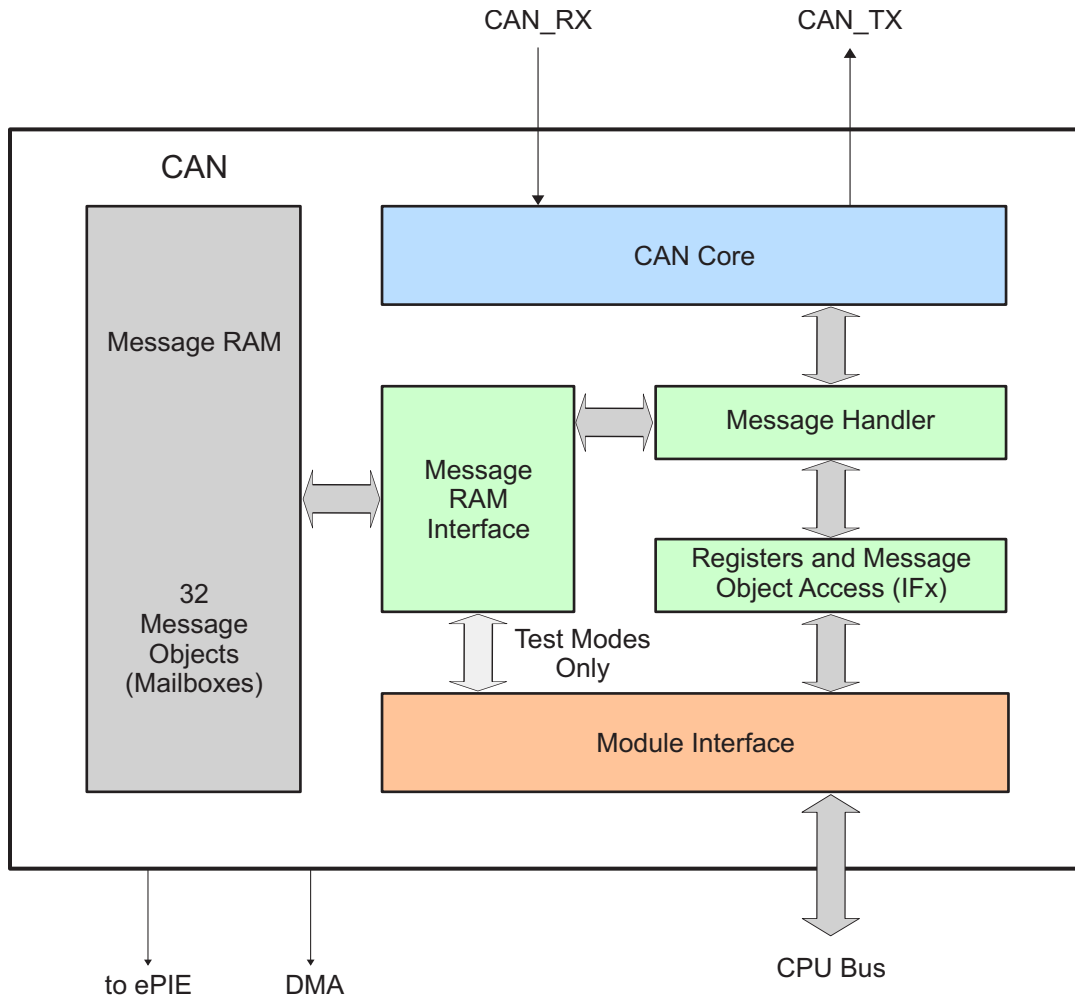 CAN_RX
CAN_TX
CAN
CAN Core
Message RAM
Message Handler
Message
RAM
Interface
Registers and Message
Object Access (IFx)
32
Message
Objects
(Mailboxes)
Test Modes
Only
Module Interface
CPU Bus
to ePIE
DMA